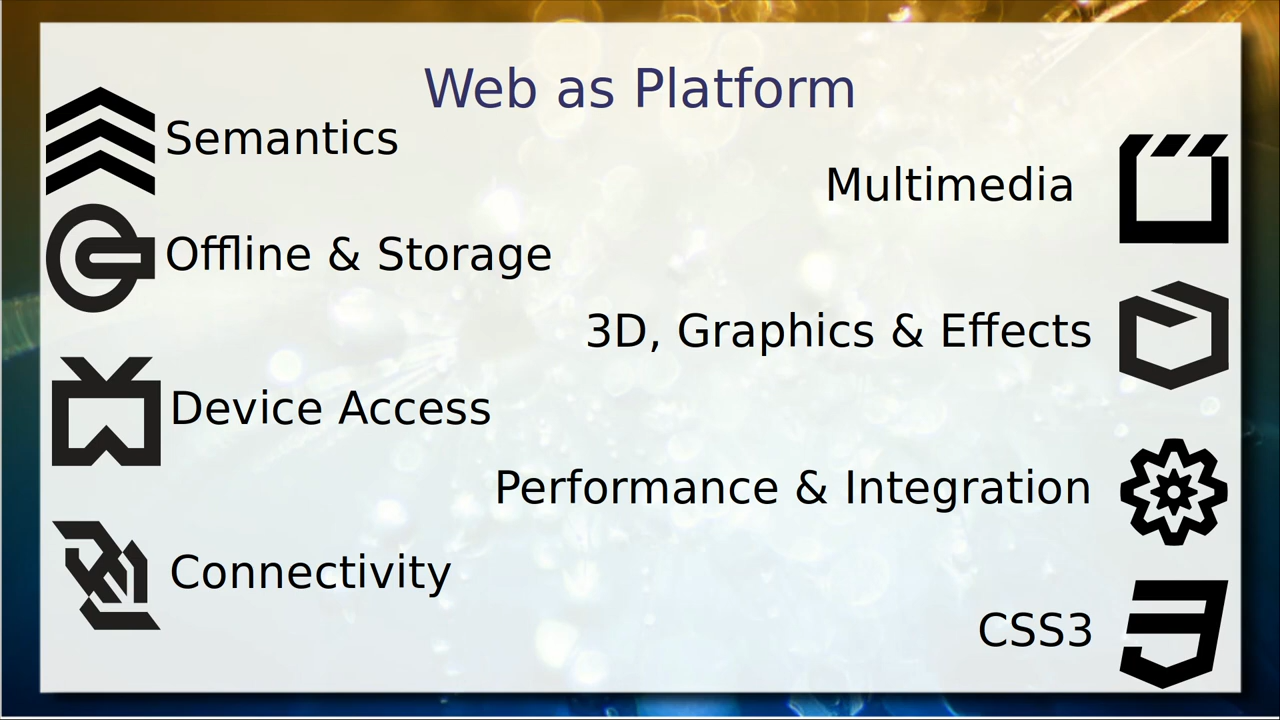 Web as Platform
Semantics
Multimedia
Offline & Storage
3D, Graphics & Effects
Device Access
Performance & Integration
Connectivity
CSS3